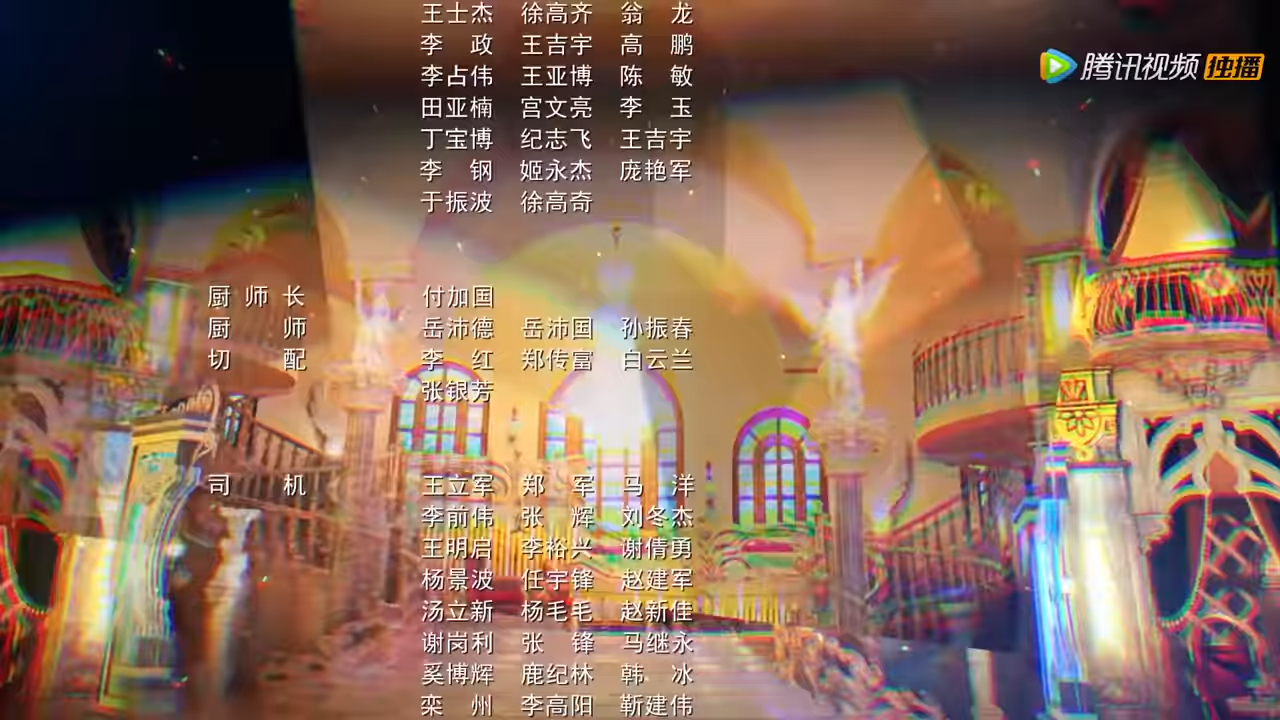 王士杰 徐高齐 翁 龙
李 政 王吉宇 高 鹏
腾讯视频 独播
李占伟 王亚博 陈 敏
田亚楠 宫文亮 李 玉
丁宝博 纪志飞 王吉宇
李 钢 姬永杰 庞艳军
于振波 徐高奇
厨师长 付加国
厨 师 岳沛德 岳沛国 孙振春
切 配 李 红 郑传富 白云兰
张银芳
司 机 王立军 郑 军 马 洋
李前伟 张 辉 刘冬杰
王明启 李裕兴 谢倩勇
杨景波 任宇锋 赵建军
汤立新 杨毛毛 赵新佳
谢岗利 张 锋 马继永
奚博辉 鹿纪林 韩 冰
栾 州 李高阳 靳建伟